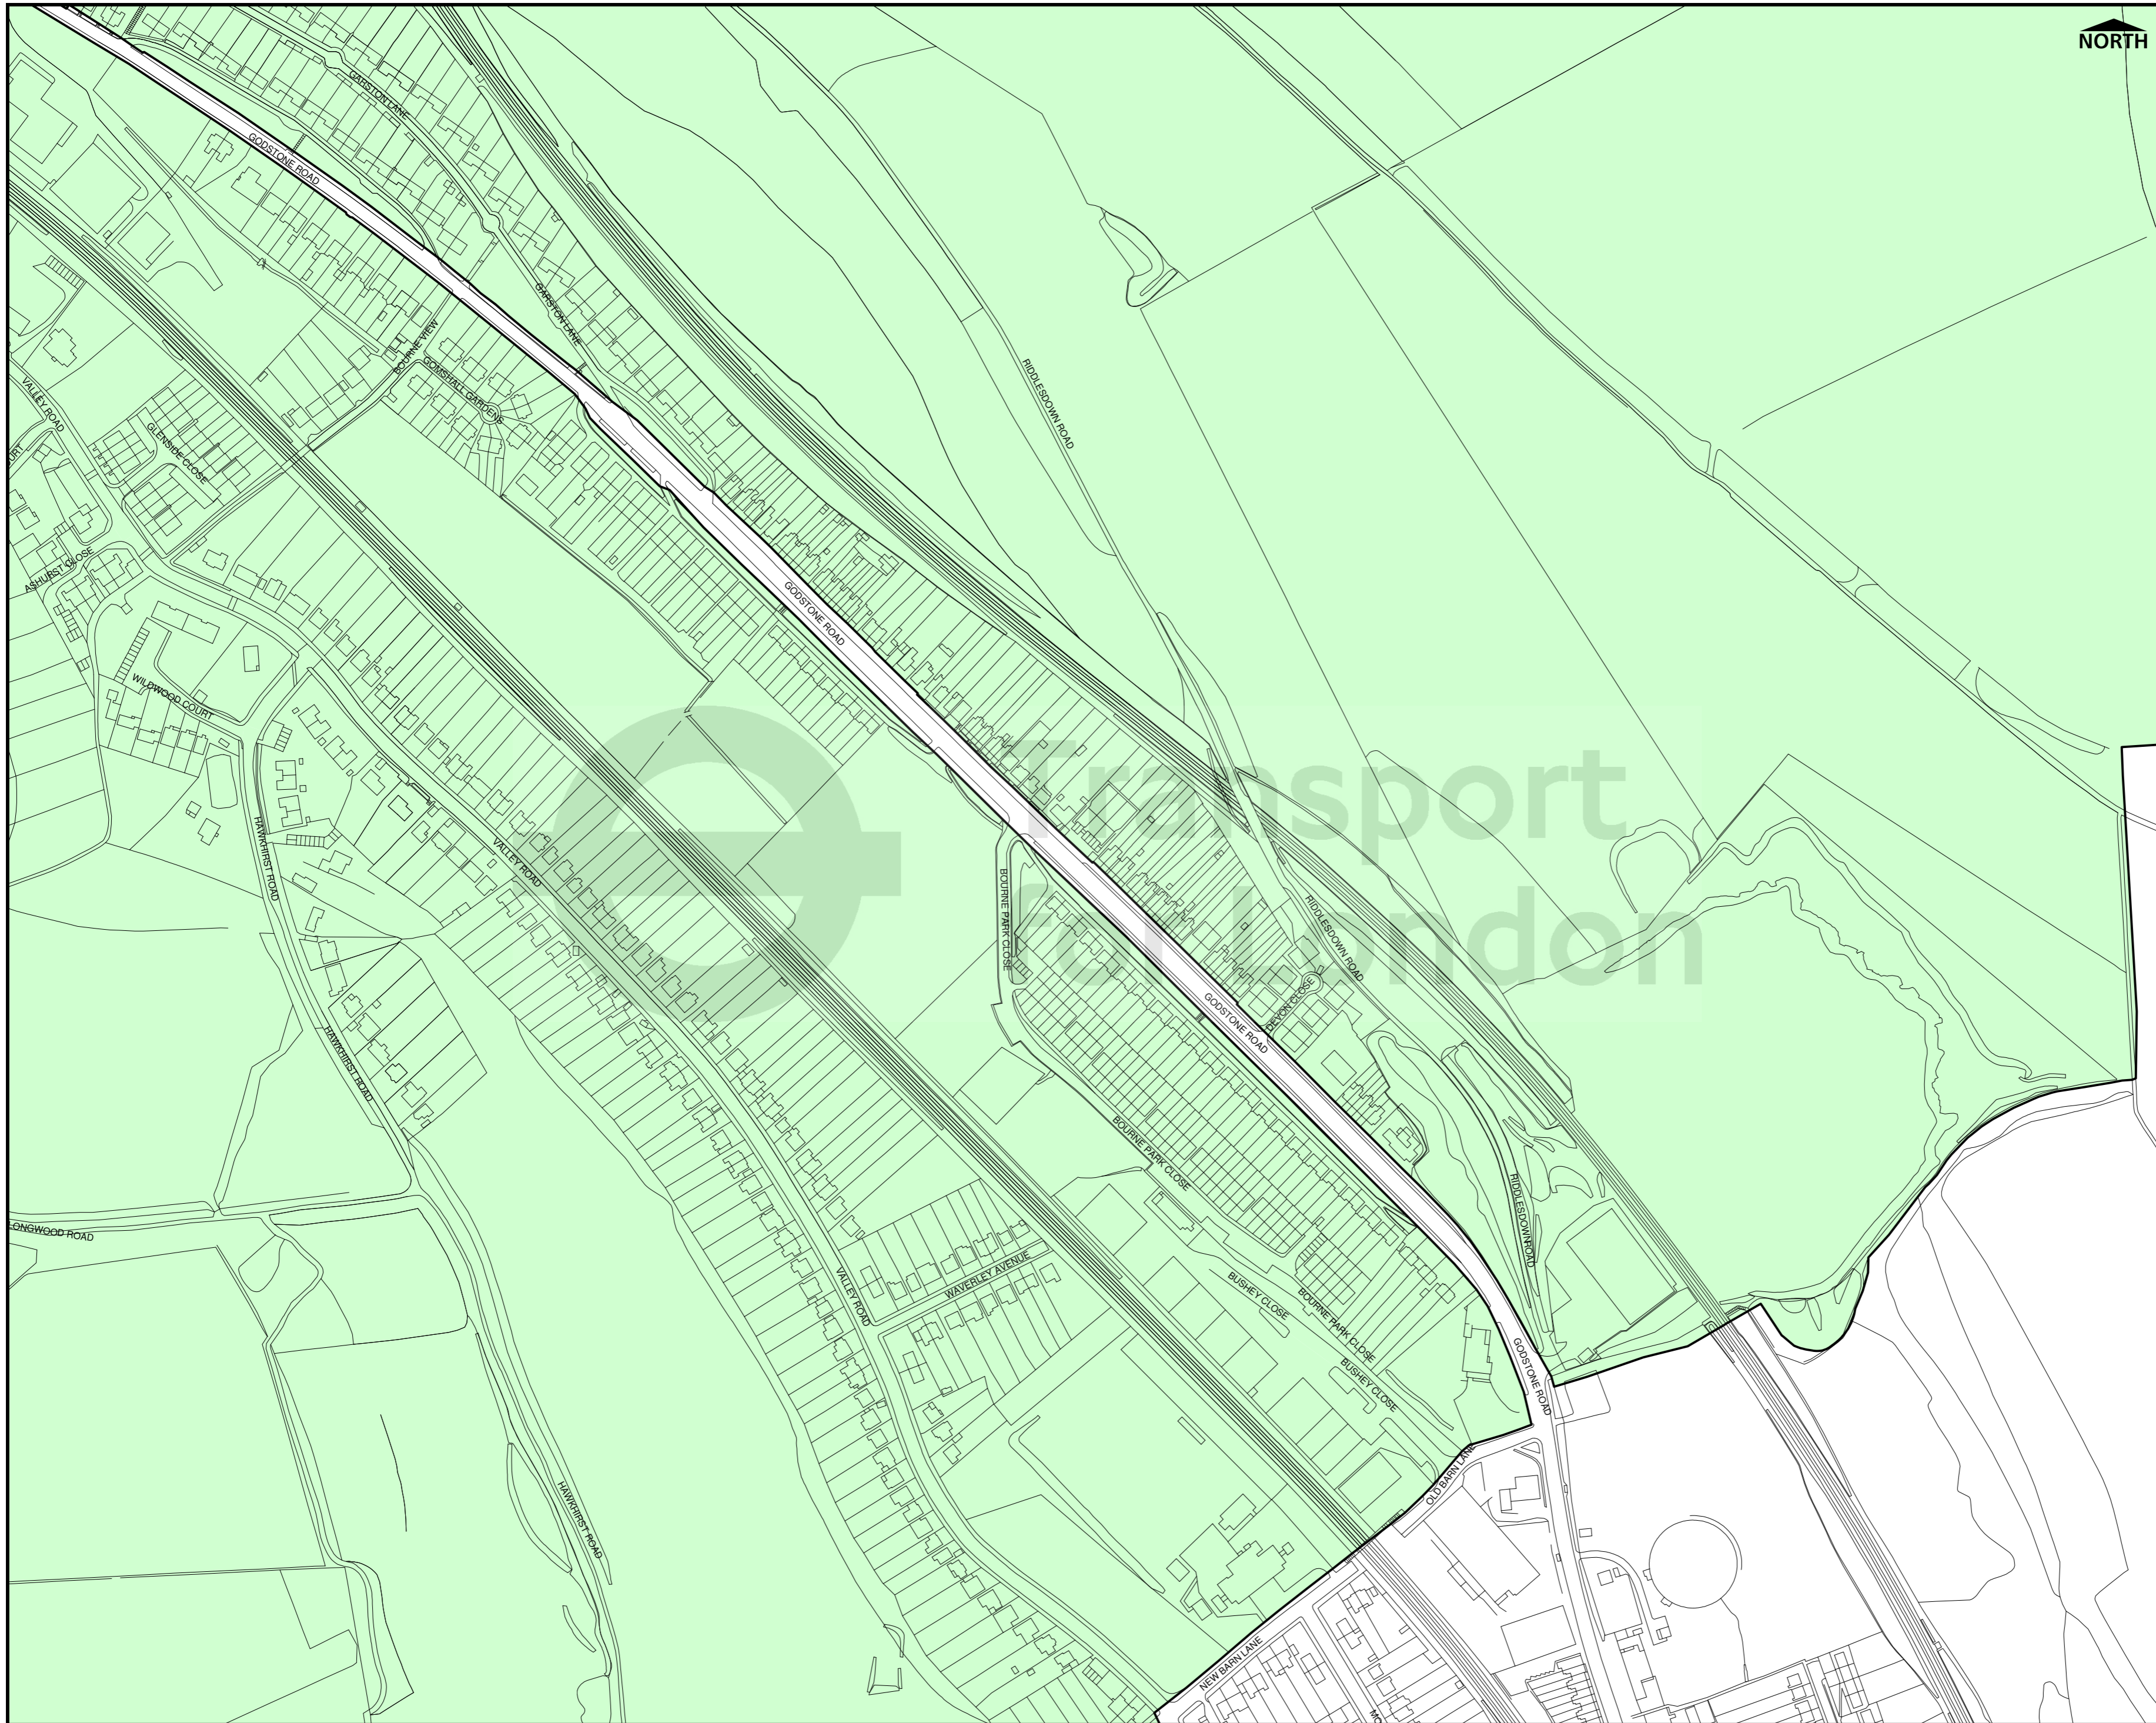 NORTH
GARSTON LANE
GODSTONE ROAD
GARSTON LANE
BOURNE VIEW
GOMSHALL GARDENS
RIDDLESDOWN ROAD
VALLEY ROAD
GLENSIDE CLOSE
URT
ASHURST CLOSE
GODSTONE ROAD
WILDWOOD COURT
Transport
for London
HAWKHIRST ROAD
VALLEY ROAD
BOURNE PARK CLOSE
RIDDLESDOWN ROAD
DEVON CLOSE
GODSTONE ROAD
HAWKHIRST ROAD
BOURNE PARK CLOSE
RIDDLESDOWN ROAD
ONGWOOD ROAD
WAVERLEY AVENUE
VALLEY ROAD
BUSHEY CLOSE
BOURNE PARK CLOSE
GODSTONE ROAD
BUSHEY CLOSE
OLD BARN LANE
HAWKHIRST ROAD
NEW BARN LANE
MO